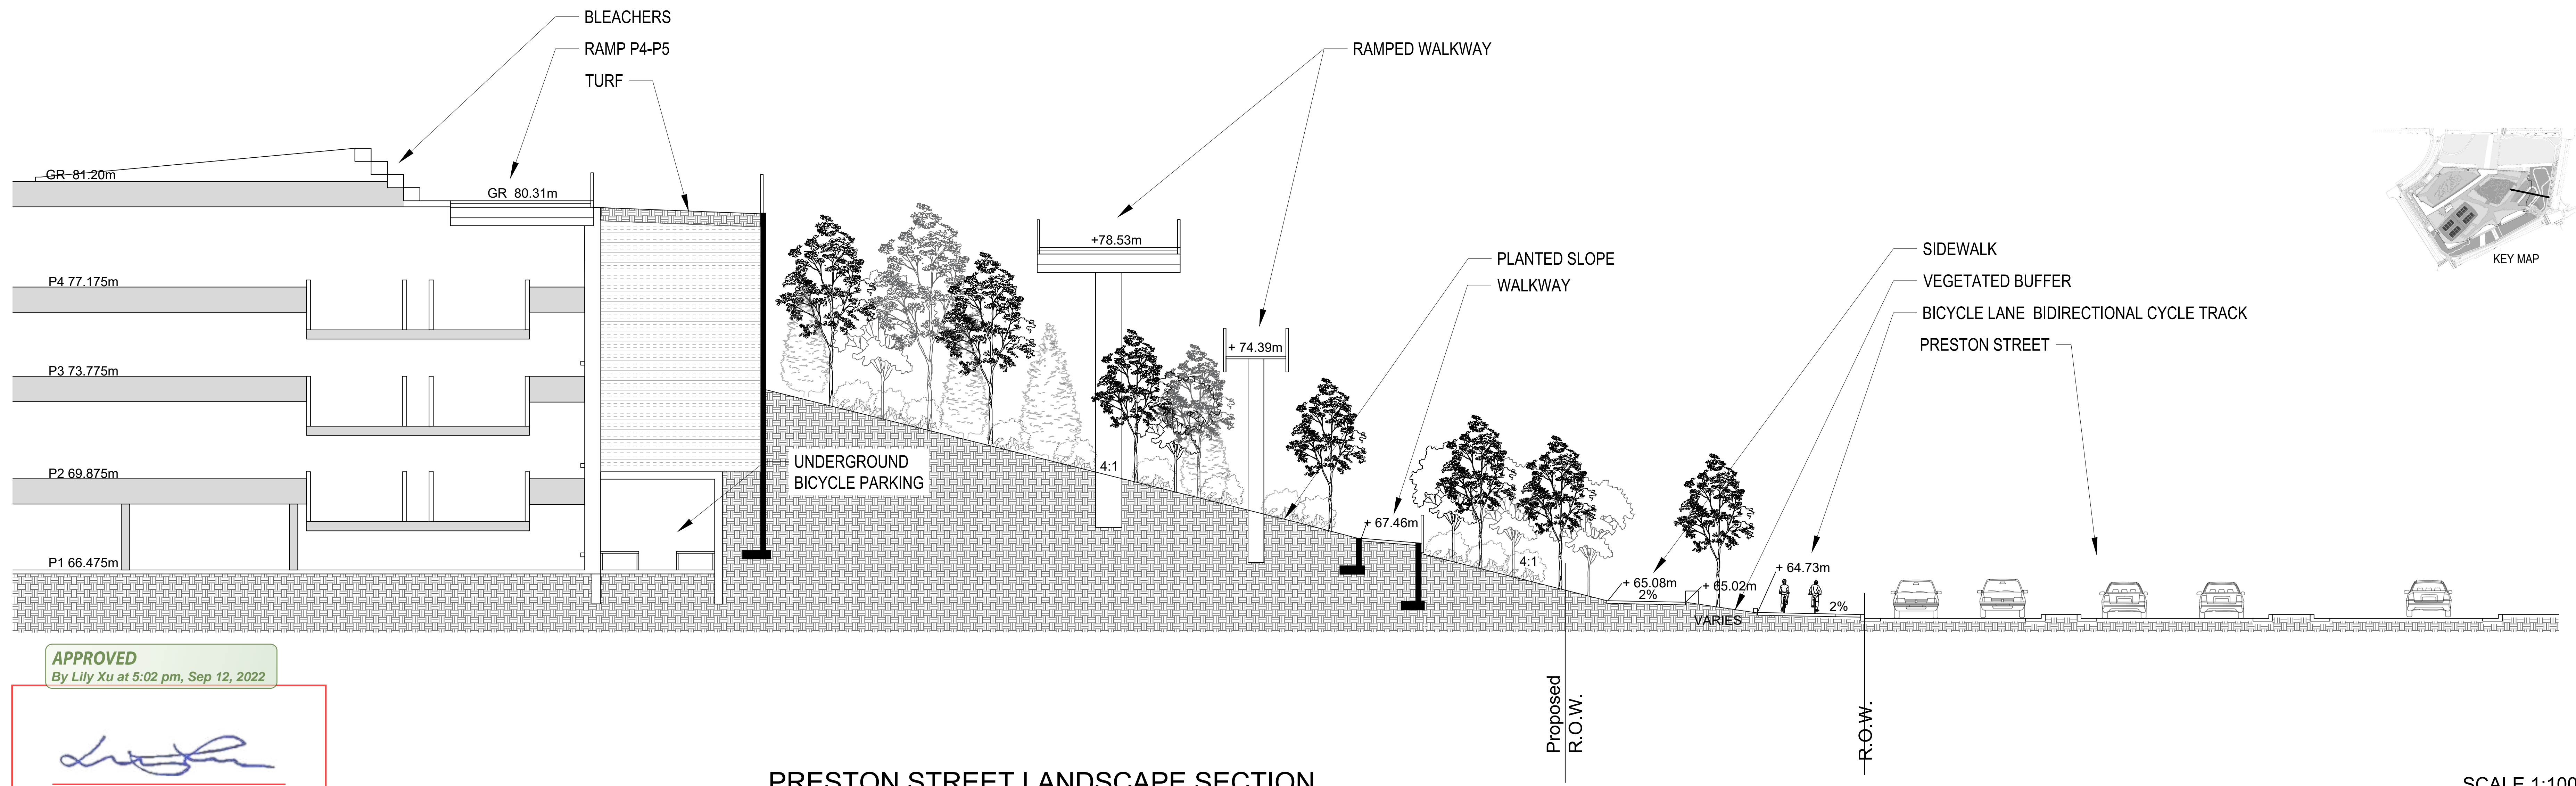 BLEACHERS
RAMP P4-P5
TURF
RAMPED WALKWAY
GR 81.20m
GR 80.31m
+78.53m
PLANTED SLOPE
WALKWAY
SIDEWALK
VEGETATED BUFFER
BICYCLE LANE BIDIRECTIONAL CYCLE TRACK
PRESTON STREET
KEY MAP
P4 77.175m
+ 74.39m
P3 73.775m
UNDERGROUND
BICYCLE PARKING
4:1
P2 69.875m
+ 67.46m
P1 66.475m
4:1
+ 65.08m
2%
+ 65.02m
+ 64.73m
2%
VARIES
APPROVED
By Lily Xu at 5:02 pm, Sep 12, 2022
Proposed
R.O.W.
R.O.W.
PRESTON STREET LANDSCAPE SECTION
SCALE 1:100